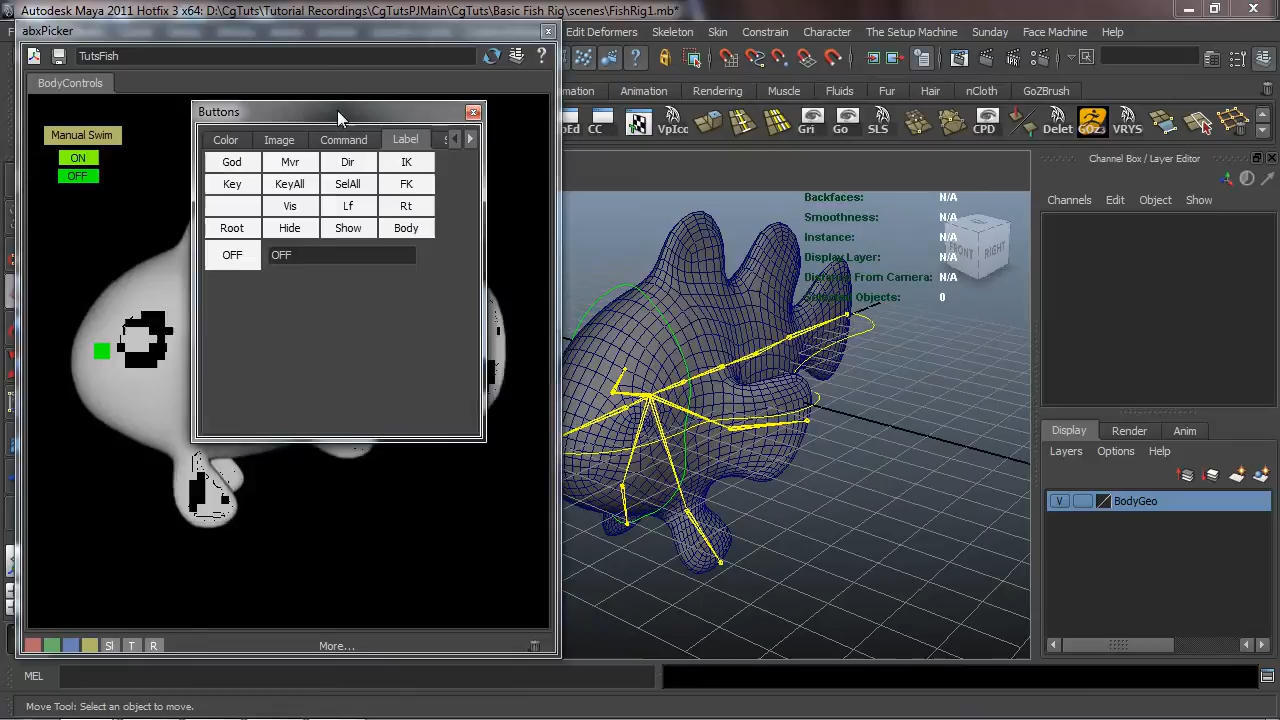 Autodesk Maya 2011 Hotfix 3 x64: D:\CgTuts\Tutorial Recordings\CgTutsPJMain\CgTuts\Basic Fish Rig\scenes\FishRig1.mb*
abxPicker
Edit Deformers Skeleton Skin Constrain Character The Setup Machine Sunday Face Machine
TutsFish
BodyControls
Animation Rendering Muscle Fluids Fur Hair nCloth GoZBrush
Buttons
CC VpIcc Gri Go SLS CPD Delet GOZ3 VRYS
Manual Swim
ON
OFF
Color Image Command Label
God Mvr Dir IK
Key KeyAll SelAll FK
Vis Lf Rt
Root Hide Show Body
OFF OFF
Backfaces: N/A
Smoothness: N/A
Instance: N/A
Display Layer: N/A
Distance From Camera: N/A
Selected Objects: 0
FRONT RIGHT
Channel Box / Layer Editor
Channels Edit Object Show
Display Render Anim
Layers Options Help
V BodyGeo
Sl T R More...
MEL
Move Tool: Select an object to move.